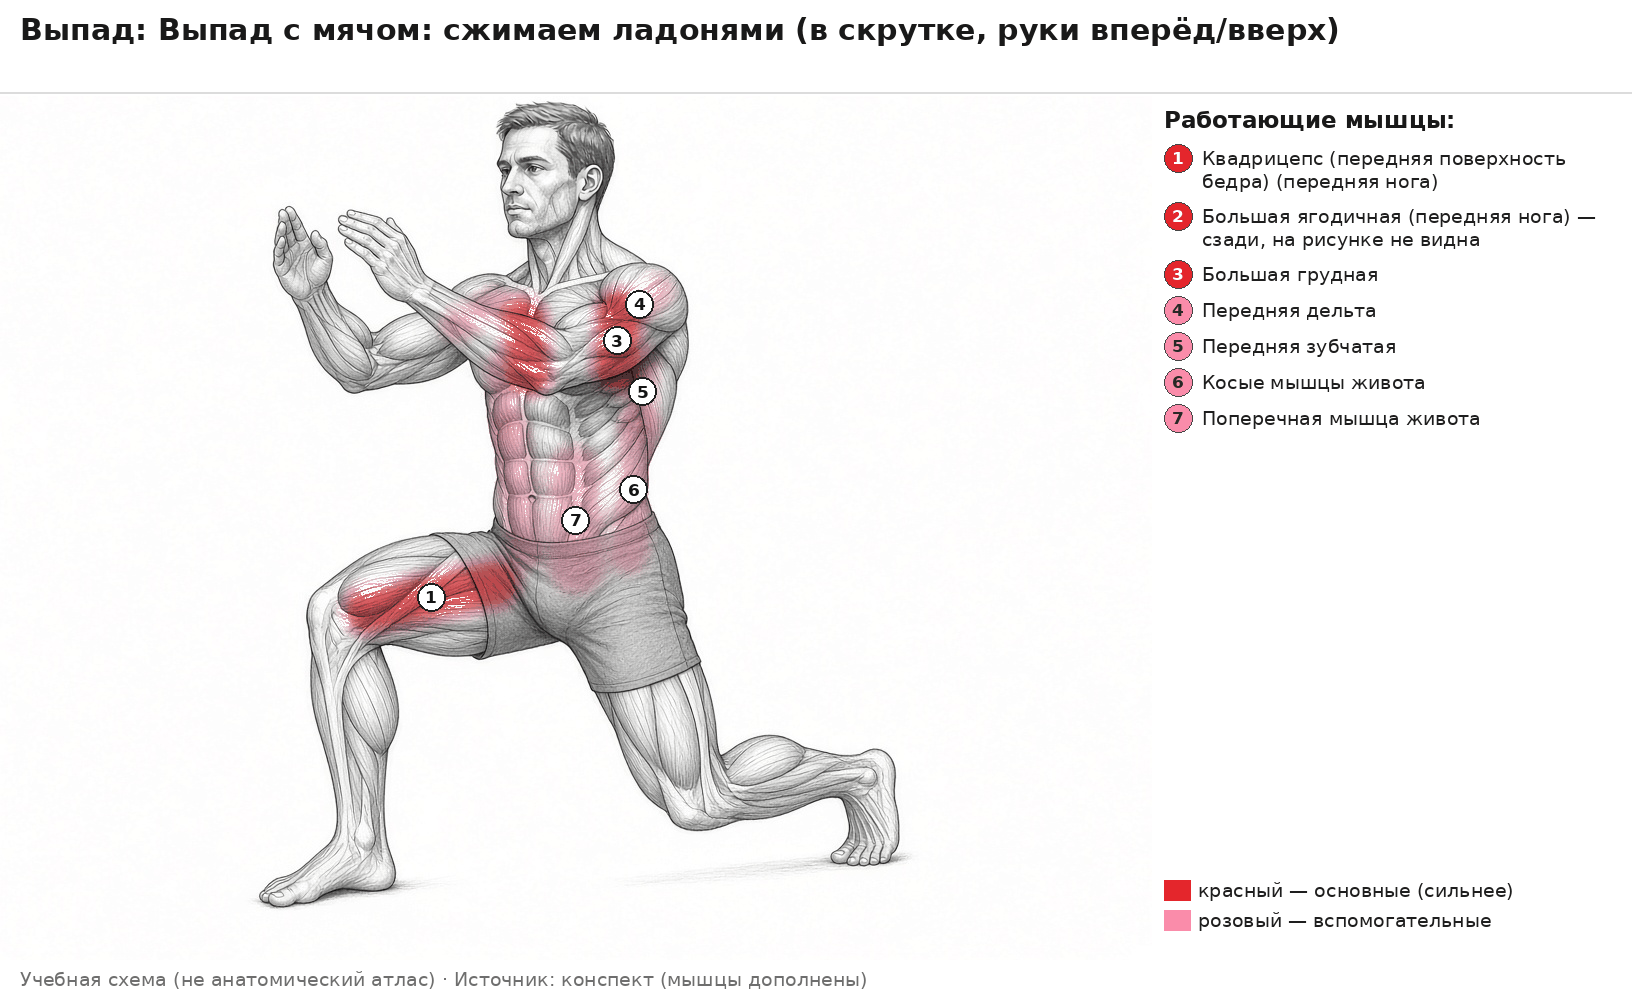 Выпад: Выпад с мячом: сжимаем ладонями (в скрутке, руки вперёд/вверх)
Работающие мышцы:
1 Квадрицепс (передняя поверхность
бедра) (передняя нога)
2 Большая ягодичная (передняя нога) —
сзади, на рисунке не видна
3 Большая грудная
4 Передняя дельта
5 Передняя зубчатая
6 Косые мышцы живота
7 Поперечная мышца живота
4
3
5
6
7
1
красный — основные (сильнее)
розовый — вспомогательные
Учебная схема (не анатомический атлас) · Источник: конспект (мышцы дополнены)